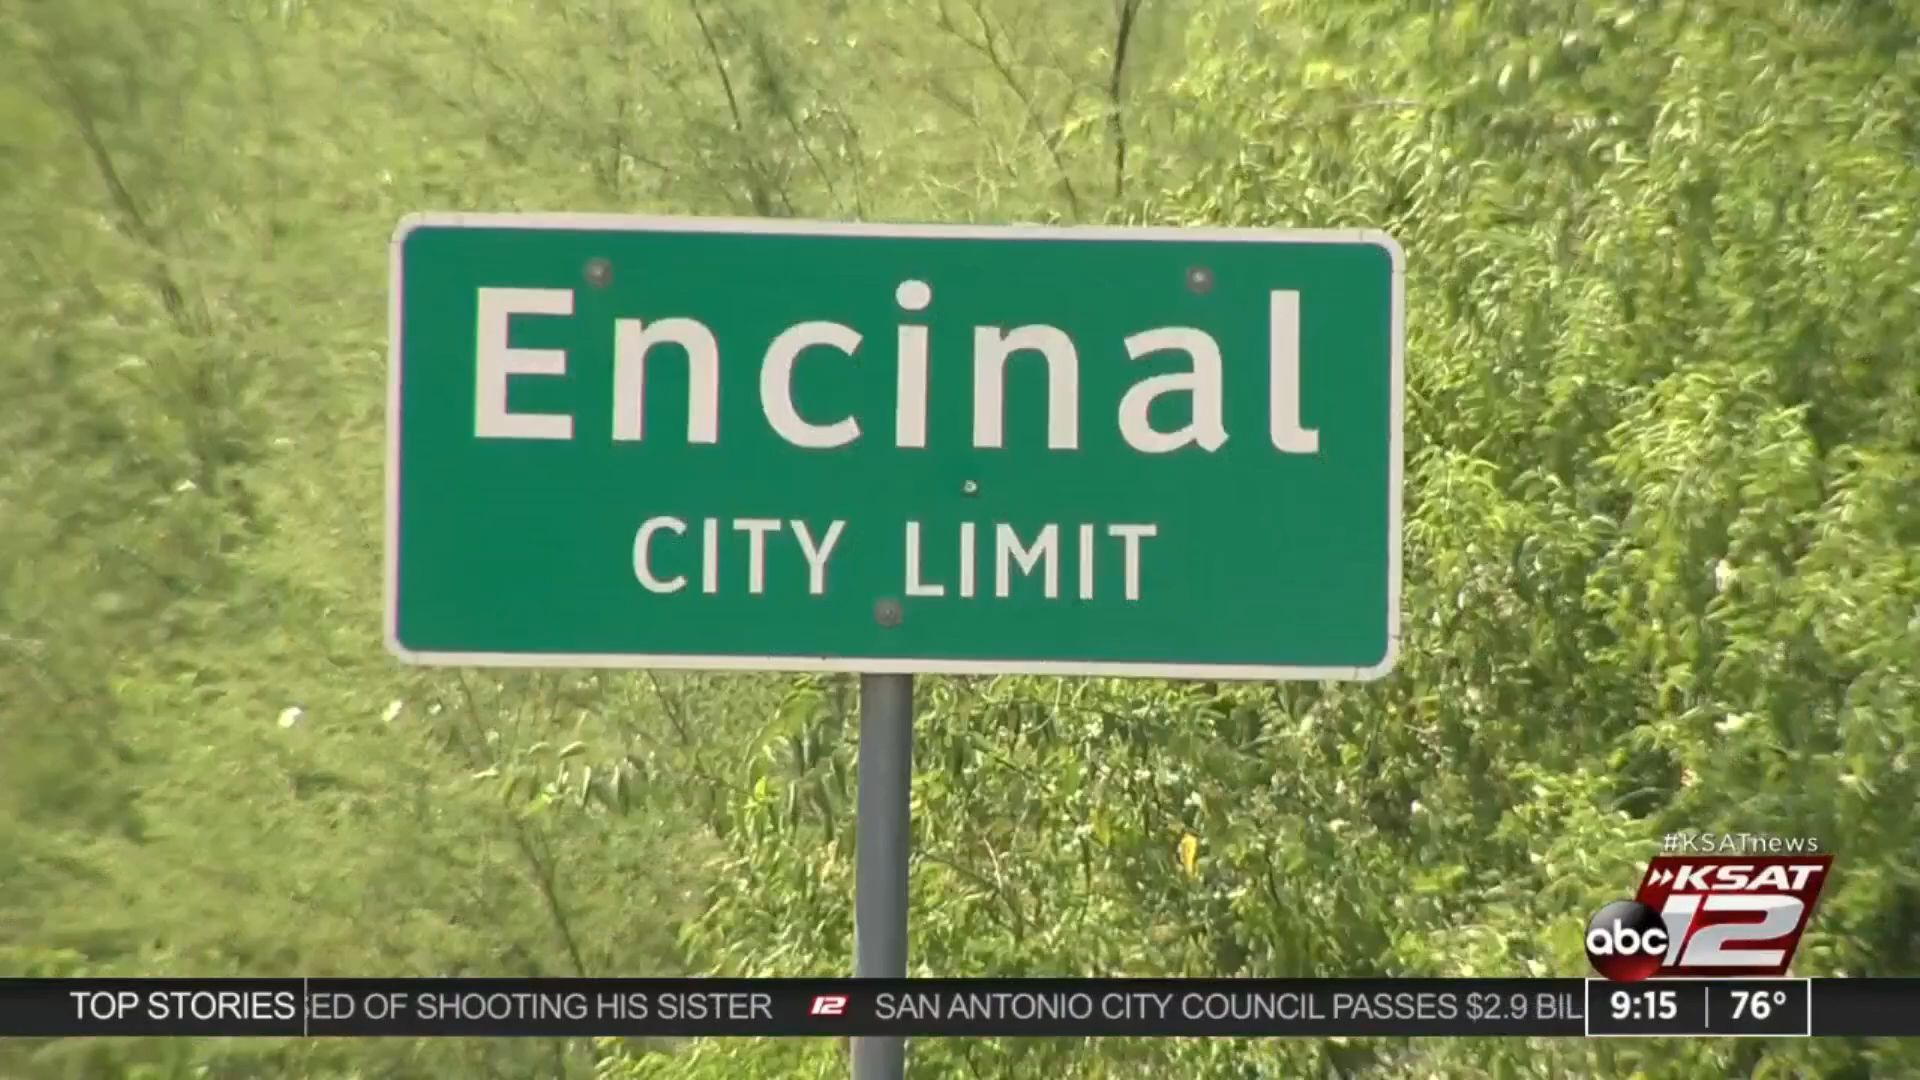 Encinal
CITY LIMIT
#KSATnews
KSAT
12
abc
TOP STORIES
ED OF SHOOTING HIS SISTER 12 SAN ANTONIO CITY COUNCIL PASSES $2.9 BIL
9:15 76°